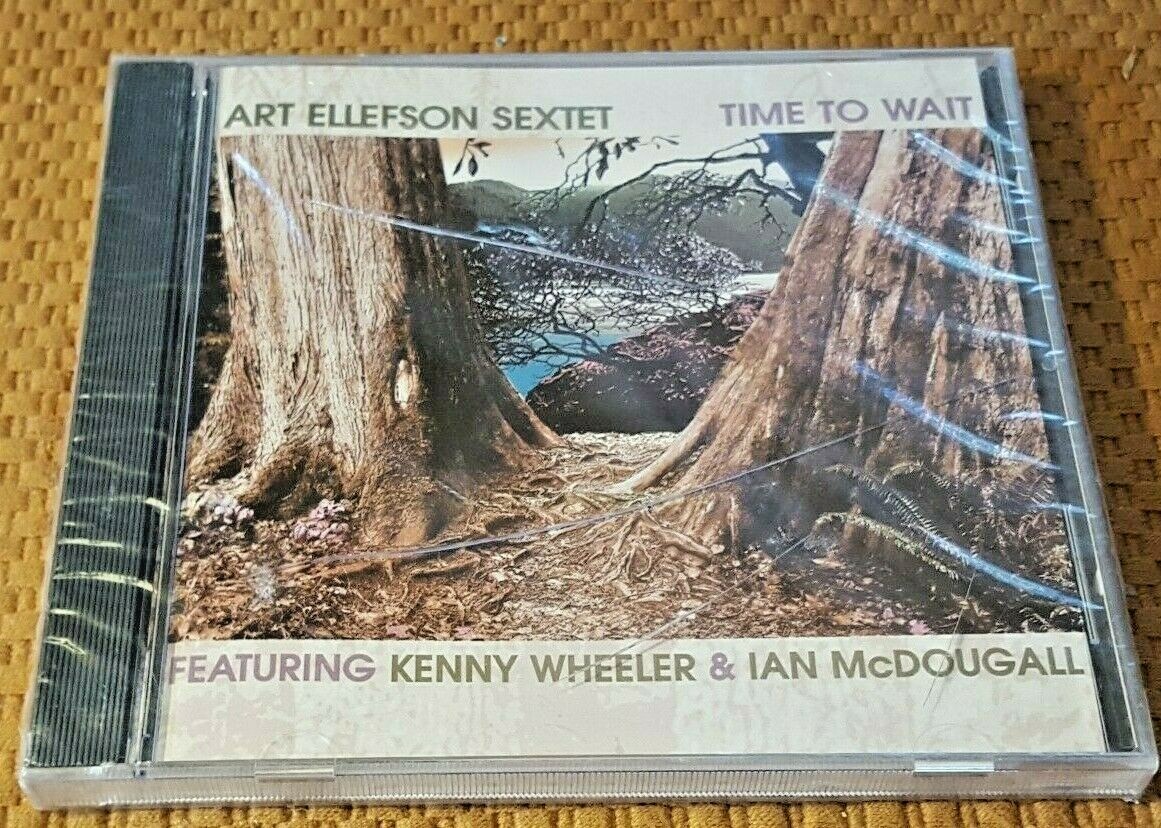 ART ELLEFSON SEXTET TIME TO WAIT
FEATURING KENNY WHEELER & IAN McDOUGALL